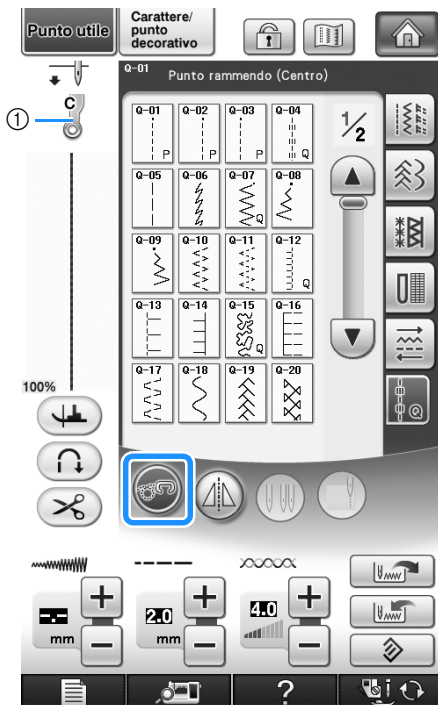 Punto utile
Carattere/
punto
decorativo
Q-01
Punto rammendo (Centro)
C
1
Q-01 Q-02 Q-03 Q-04
P P P Q
1/2
Q-05 Q-06 Q-07 Q-08
Q
Q-09 Q-10 Q-11 Q-12
Q
Q-13 Q-14 Q-15 Q-16
Q
Q-17 Q-18 Q-19 Q-20
Q
100%
-.- 2.0 4.0
mm mm
?
i